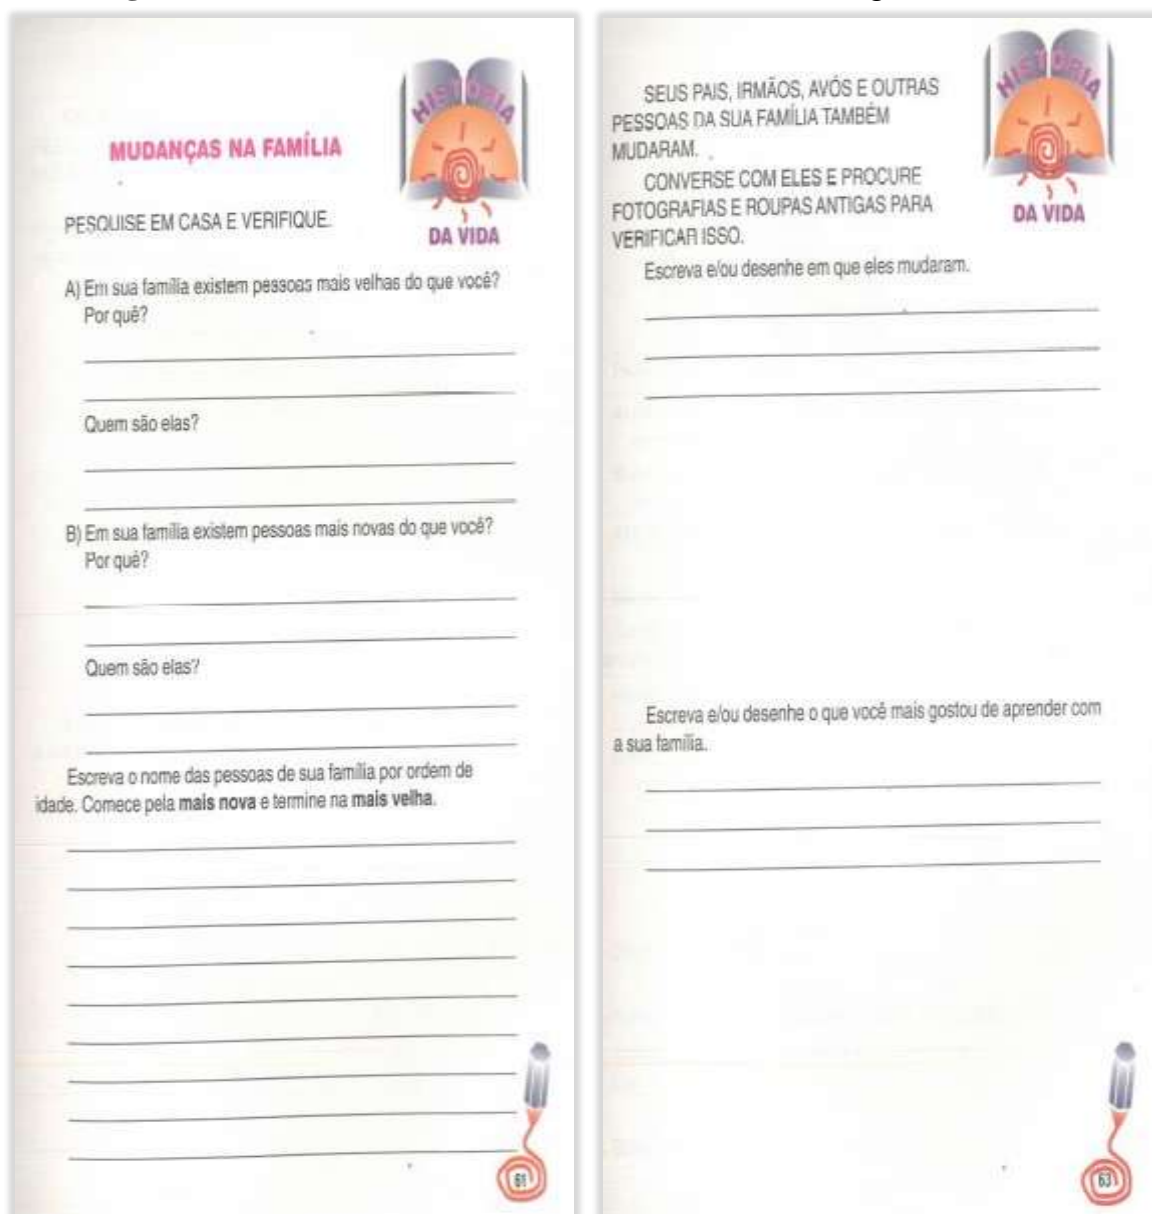 MUDANÇAS NA FAMÍLIA
HISTÓRIA
DA VIDA
PESQUISE EM CASA E VERIFIQUE.
A) Em sua família existem pessoas mais velhas do que você?
Por quê?
Quem são elas?
B) Em sua família existem pessoas mais novas do que você?
Por quê?
Quem são elas?
Escreva o nome das pessoas de sua família por ordem de
idade. Comece pela mais nova e termine na mais velha.
61
HISTÓRIA
DA VIDA
SEUS PAIS, IRMÃOS, AVÓS E OUTRAS
PESSOAS DA SUA FAMÍLIA TAMBÉM
MUDARAM.
CONVERSE COM ELES E PROCURE
FOTOGRAFIAS E ROUPAS ANTIGAS PARA
VERIFICAR ISSO.
Escreva e/ou desenhe em que eles mudaram.
Escreva e/ou desenhe o que você mais gostou de aprender com
a sua família.
63